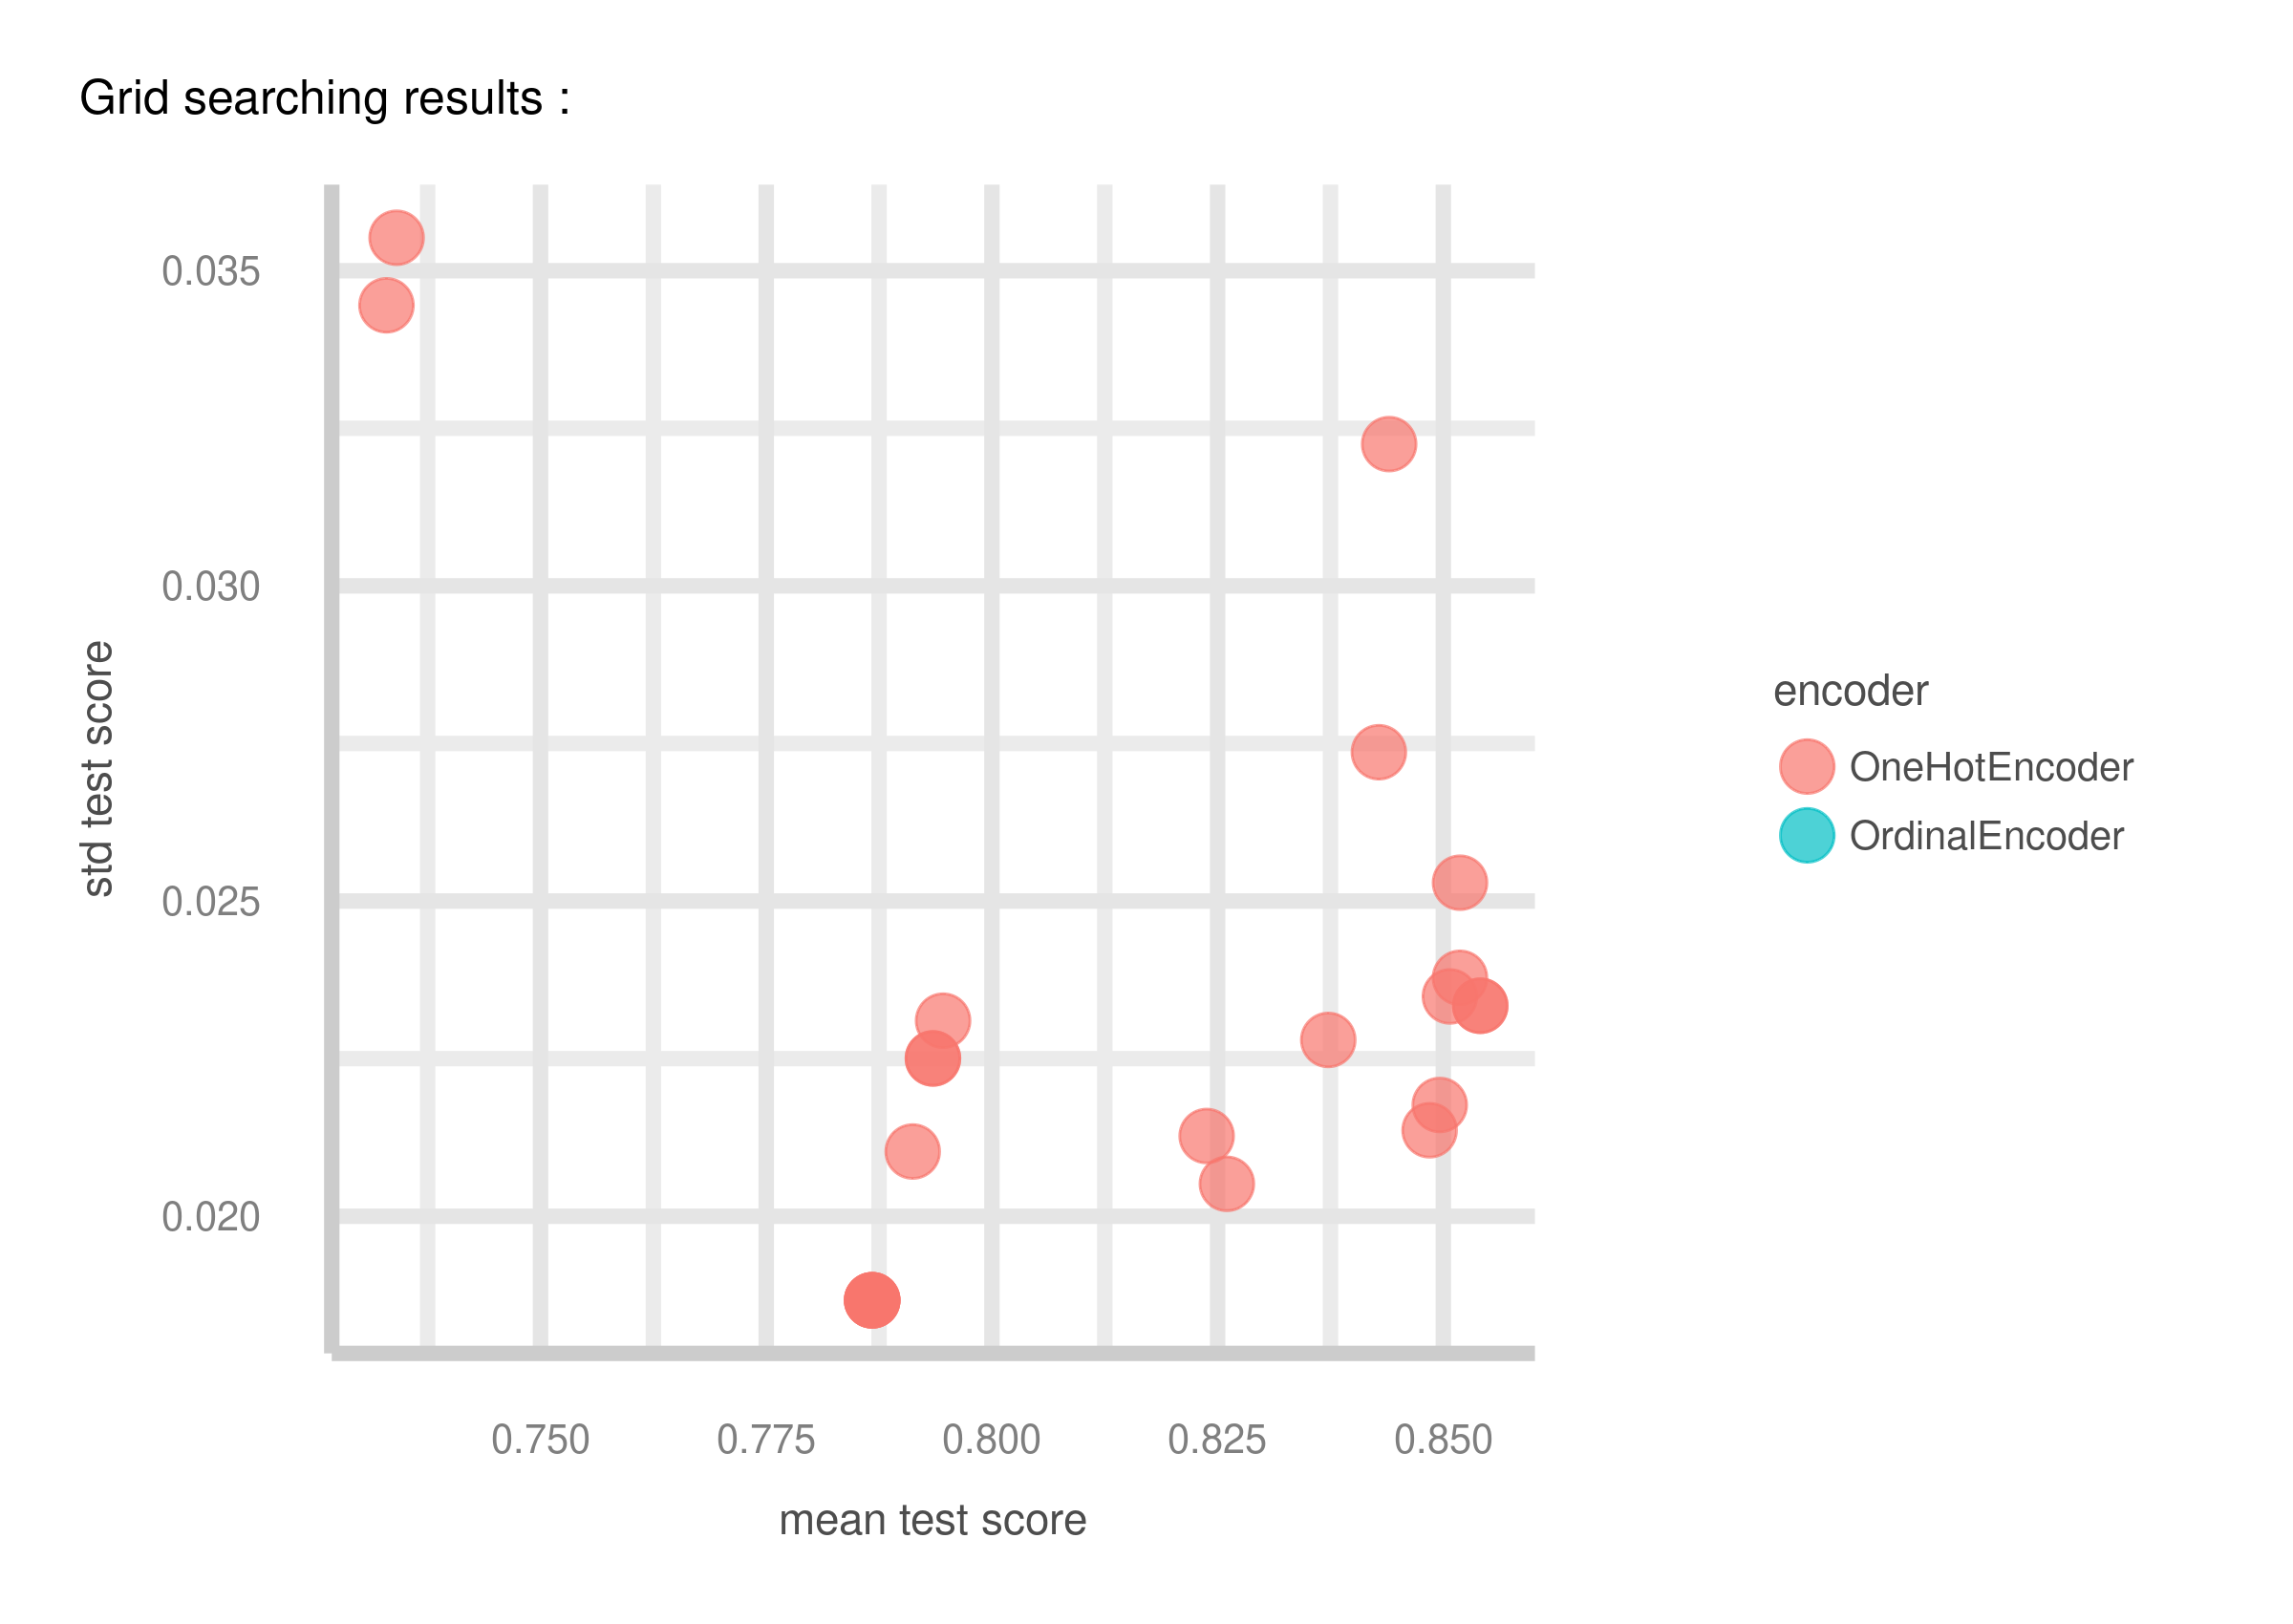 Grid searching results :
0.035
0.030
0.025
0.020
std test score
0.750 0.775 0.800 0.825 0.850
mean test score
encoder
OneHotEncoder
OrdinalEncoder